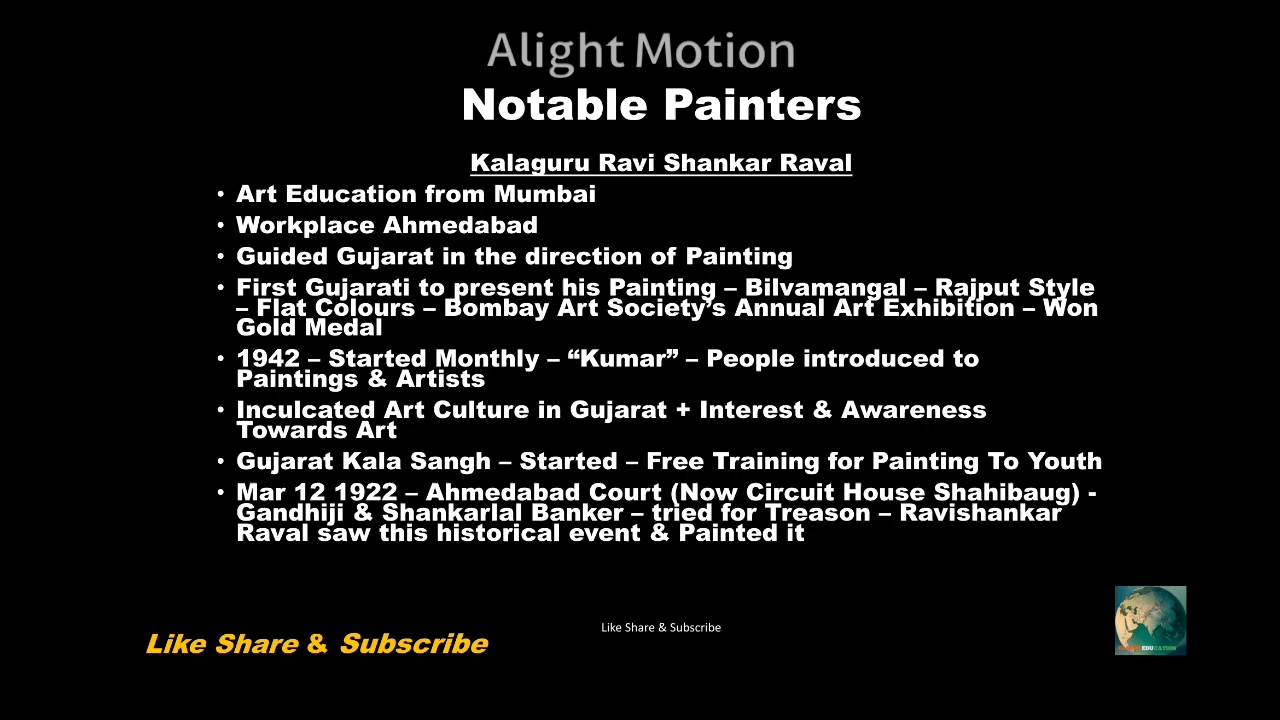 Alight Motion
Notable Painters
Kalaguru Ravi Shankar Raval
• Art Education from Mumbai
• Workplace Ahmedabad
• Guided Gujarat in the direction of Painting
• First Gujarati to present his Painting – Bilvamangal – Rajput Style
– Flat Colours – Bombay Art Society’s Annual Art Exhibition – Won
Gold Medal
• 1942 – Started Monthly – “Kumar” – People introduced to
Paintings & Artists
• Inculcated Art Culture in Gujarat + Interest & Awareness
Towards Art
• Gujarat Kala Sangh – Started – Free Training for Painting To Youth
• Mar 12 1922 – Ahmedabad Court (Now Circuit House Shahibaug) -
Gandhiji & Shankarlal Banker – tried for Treason – Ravishankar
Raval saw this historical event & Painted it
Like Share & Subscribe
Like Share & Subscribe
EDUCATION